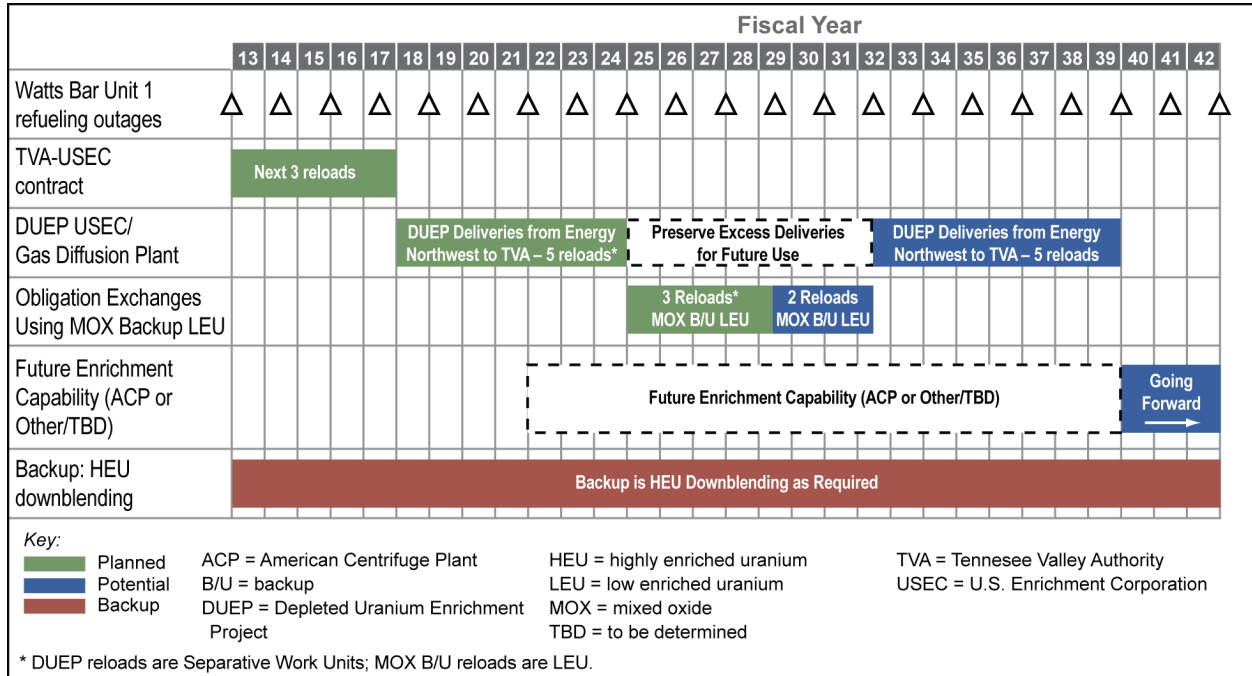 Fiscal Year
13 14 15 16 17 18 19 20 21 22 23 24 25 26 27 28 29 30 31 32 33 34 35 36 37 38 39 40 41 42
Watts Bar Unit 1
refueling outages
TVA-USEC
contract
Next 3 reloads
DUEP USEC/
Gas Diffusion Plant
DUEP Deliveries from Energy
Northwest to TVA – 5 reloads*
Preserve Excess Deliveries
for Future Use
DUEP Deliveries from Energy
Northwest to TVA – 5 reloads
Obligation Exchanges
Using MOX Backup LEU
3 Reloads*
MOX B/U LEU
2 Reloads
MOX B/U LEU
Future Enrichment
Capability (ACP or
Other/TBD)
Future Enrichment Capability (ACP or Other/TBD)
Going
Forward
Backup: HEU
downblending
Backup is HEU Downblending as Required
Key:
Planned
Potential
Backup
ACP = American Centrifuge Plant
B/U = backup
DUEP = Depleted Uranium Enrichment
Project
HEU = highly enriched uranium
LEU = low enriched uranium
MOX = mixed oxide
TBD = to be determined
TVA = Tennessee Valley Authority
USEC = U.S. Enrichment Corporation
* DUEP reloads are Separative Work Units; MOX B/U reloads are LEU.